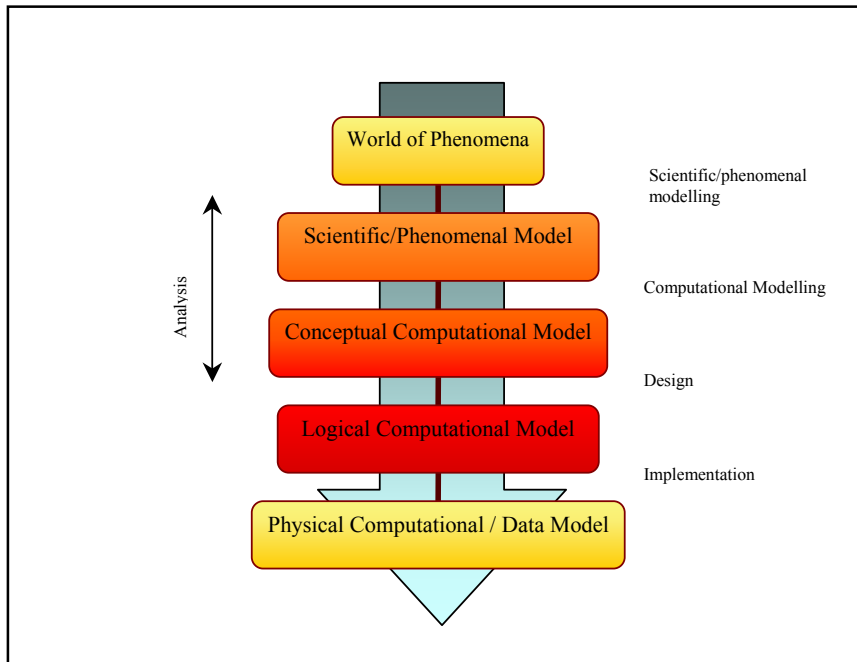 World of Phenomena
Scientific/phenomenal
modelling
Scientific/Phenomenal Model
Computational Modelling
Analysis
Conceptual Computational Model
Design
Logical Computational Model
Implementation
Physical Computational / Data Model